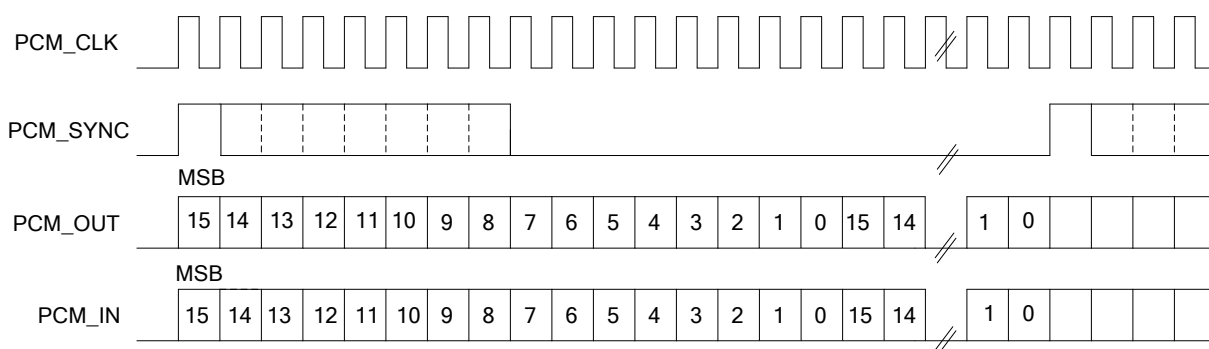 PCM_CLK
PCM_SYNC
MSB
PCM_OUT 15 14 13 12 11 10 9 8 7 6 5 4 3 2 1 0 15 14 1 0
MSB
PCM_IN 15 14 13 12 11 10 9 8 7 6 5 4 3 2 1 0 15 14 1 0